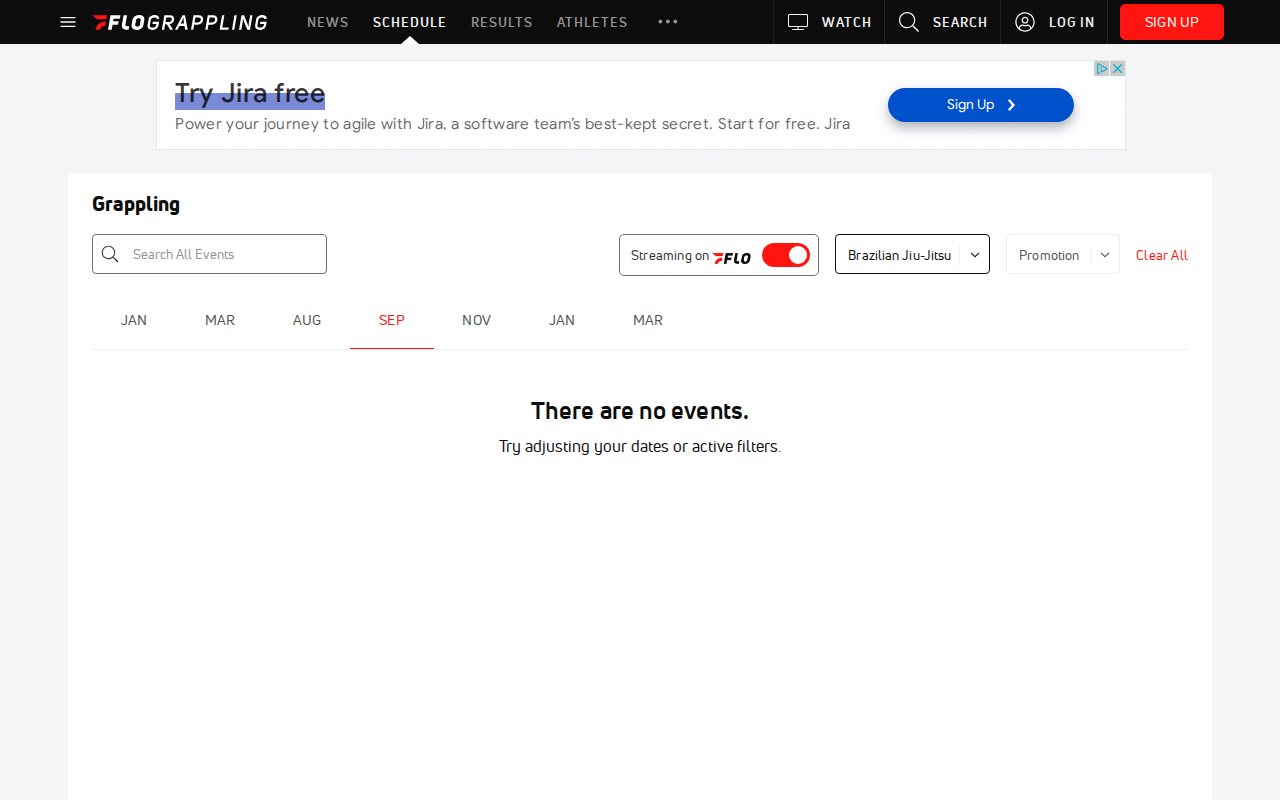 FLOGRAPPLING NEWS SCHEDULE RESULTS ATHLETES WATCH SEARCH LOG IN SIGN UP
Try Jira free
Power your journey to agile with Jira, a software team's best-kept secret. Start for free. Jira
Sign Up
Grappling
Search All Events Streaming on FLO Brazilian Jiu-Jitsu Promotion Clear All
JAN MAR AUG SEP NOV JAN MAR
There are no events.
Try adjusting your dates or active filters.